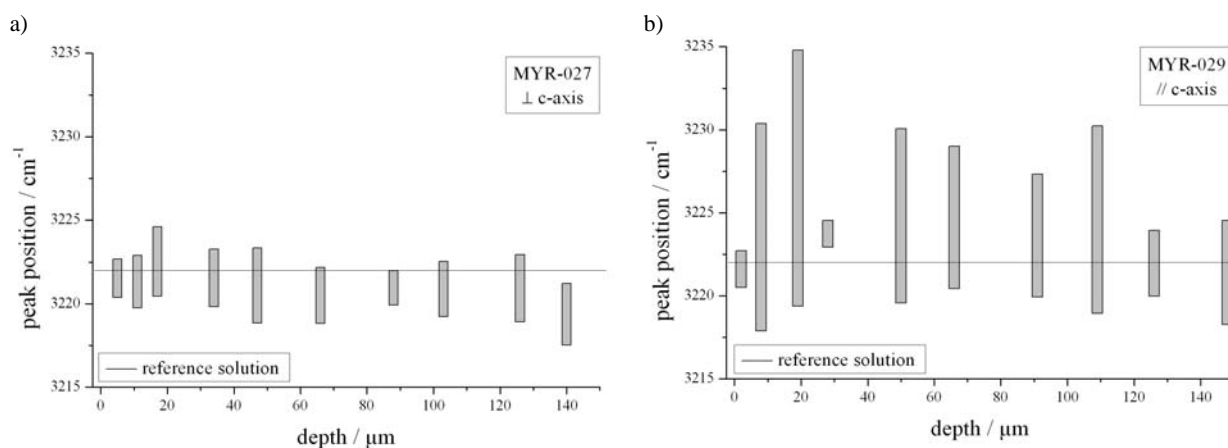 a)
3235
3230
3225
3220
3215
peak position / cm⁻¹
MYR-027
⊥ c-axis
— reference solution
0 20 40 60 80 100 120 140
depth / µm
b)
3235
3230
3225
3220
3215
peak position / cm⁻¹
MYR-029
// c-axis
— reference solution
0 20 40 60 80 100 120 140
depth / µm